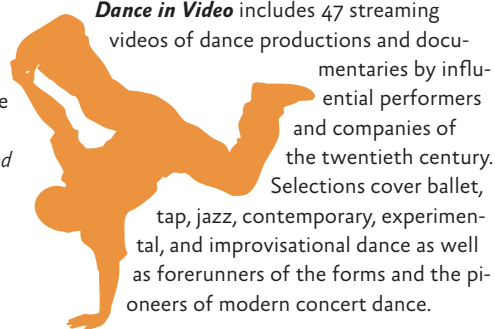 Dance in Video includes 47 streaming
videos of dance productions and docu-
mentaries by influ-
ential performers
and companies of
the twentieth century.
Selections cover ballet,
tap, jazz, contemporary, experimen-
tal, and improvisational dance as well
as forerunners of the forms and the pi-
oneers of modern concert dance.